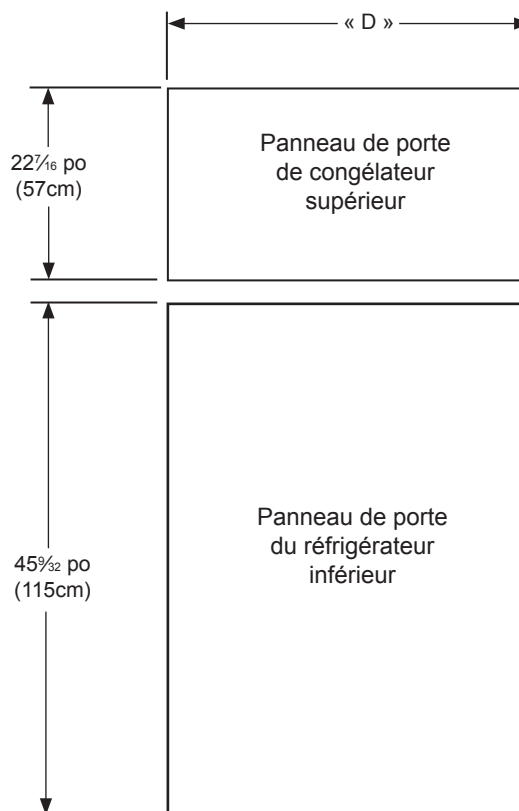 « D »
22⁷⁄₁₆ po
(57cm)
Panneau de porte
de congélateur
supérieur
45⁹⁄₃₂ po
(115cm)
Panneau de porte
du réfrigérateur
inférieur